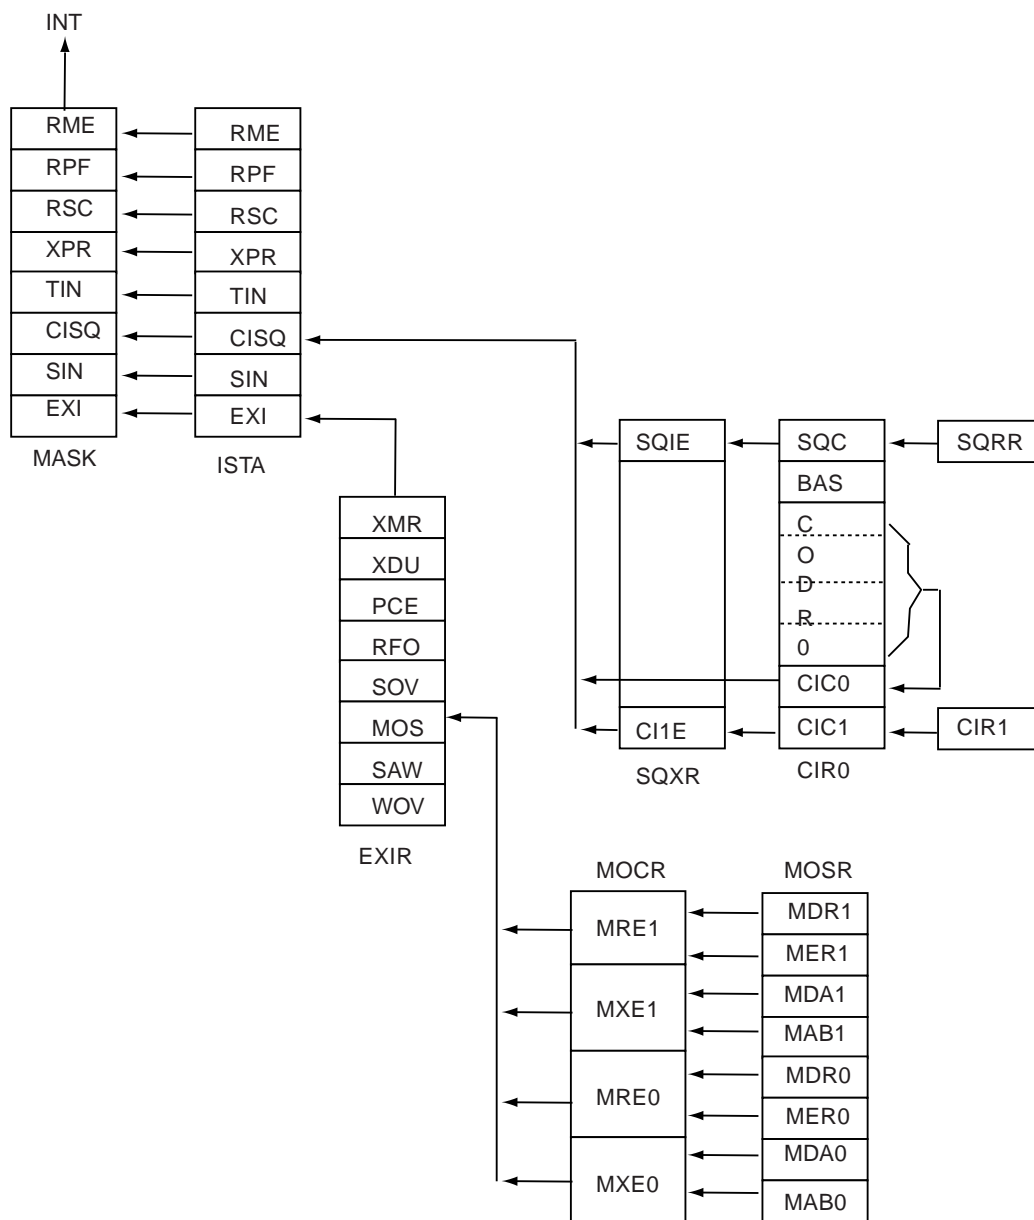 INT
RME
RPF
RSC
XPR
TIN
CISQ
SIN
EXI
MASK
RME
RPF
RSC
XPR
TIN
CISQ
SIN
EXI
ISTA
XMR
XDU
PCE
RFO
SOV
MOS
SAW
WOV
EXIR
SQIE
CI1E
SQXR
SQC
BAS
C
O
D
R
0
CIC0
CIC1
CIR0
SQRR
CIR1
MOCR
MRE1
MXE1
MRE0
MXE0
MOSR
MDR1
MER1
MDA1
MAB1
MDR0
MER0
MDA0
MAB0